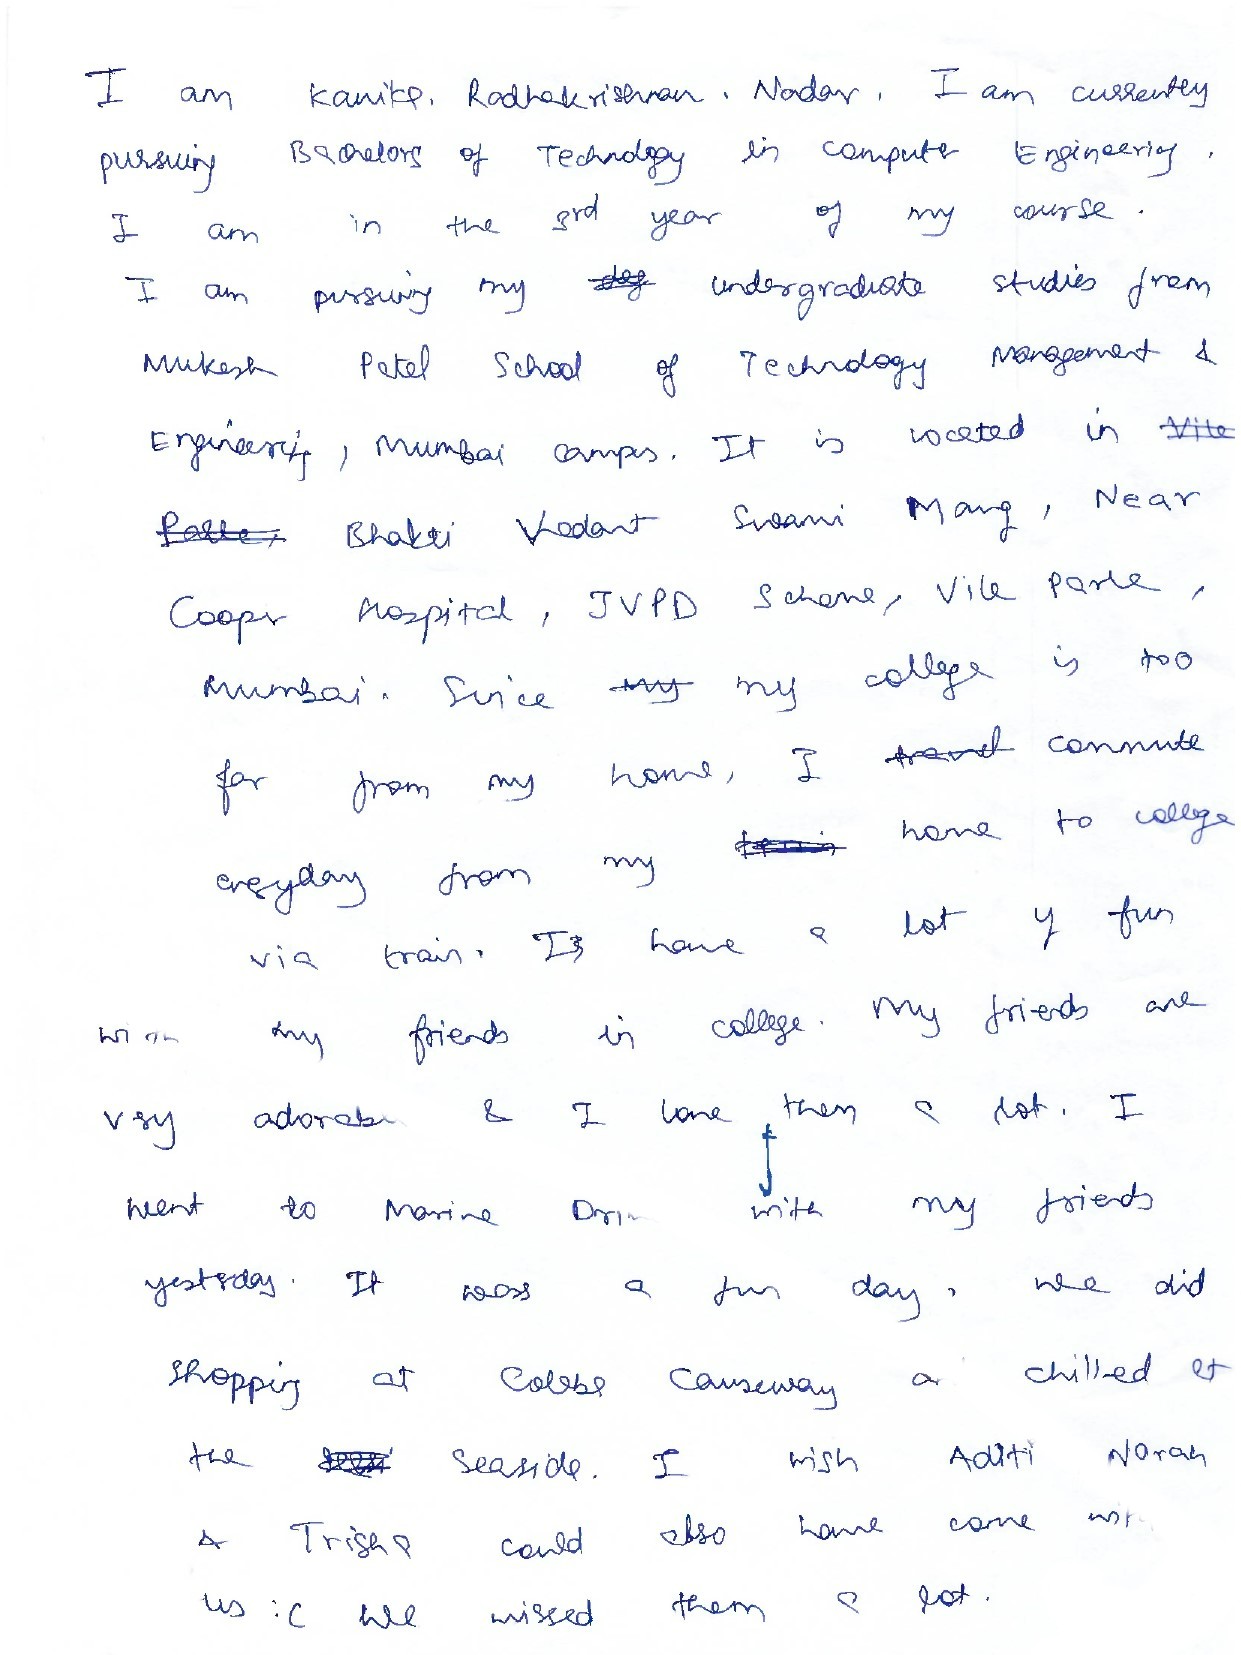 I am Kanika. Radhakrishnan. Nadar. I am currently
pursuing Bachelors of Technology in computer Engineering.
I am in the 3rd year of my course.
I am pursuing my undergraduate studies from
Mukesh Patel School of Technology Management &
Engineering, Mumbai campus. It is located in Vile
Parle, Bhakti Vedant Swami Marg, Near
Cooper Hospital, JVPD Scheme, Vile Parle,
Mumbai. Since my my college is too
far from my home, I travel commute
everyday from my home to college
via train. I have a lot of fun
with my friends in college. My friends are
very adorable & I love them a lot. I
went to Marine Driv with my friends
yesterday. It was a fun day. We did
shopping at Colaba Causeway & chilled at
the seaside. I wish Aditi Norah
& Trisha could also have come with
us :( We missed them a lot.